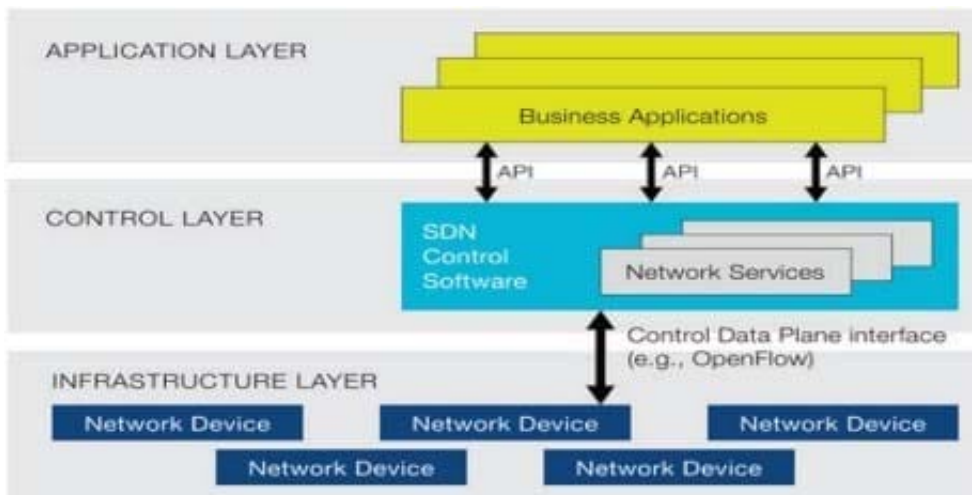 APPLICATION LAYER
Business Applications
API
API
API
CONTROL LAYER
SDN
Control
Software
Network Services
Control Data Plane interface
(e.g., OpenFlow)
INFRASTRUCTURE LAYER
Network Device
Network Device
Network Device
Network Device
Network Device